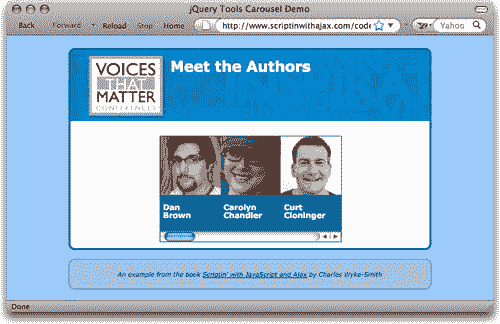 jQuery Tools Carousel Demo
Back Forward Reload Stop Home http://www.scriptinwithajax.com/code Yahoo
VOICES
THAT
MATTER
CONFERENCES
Meet the Authors
Dan Brown
Carolyn Chandler
Curt Cloninger
An example from the book Scriptin' with JavaScript and Ajax by Charles Wyke-Smith
Done